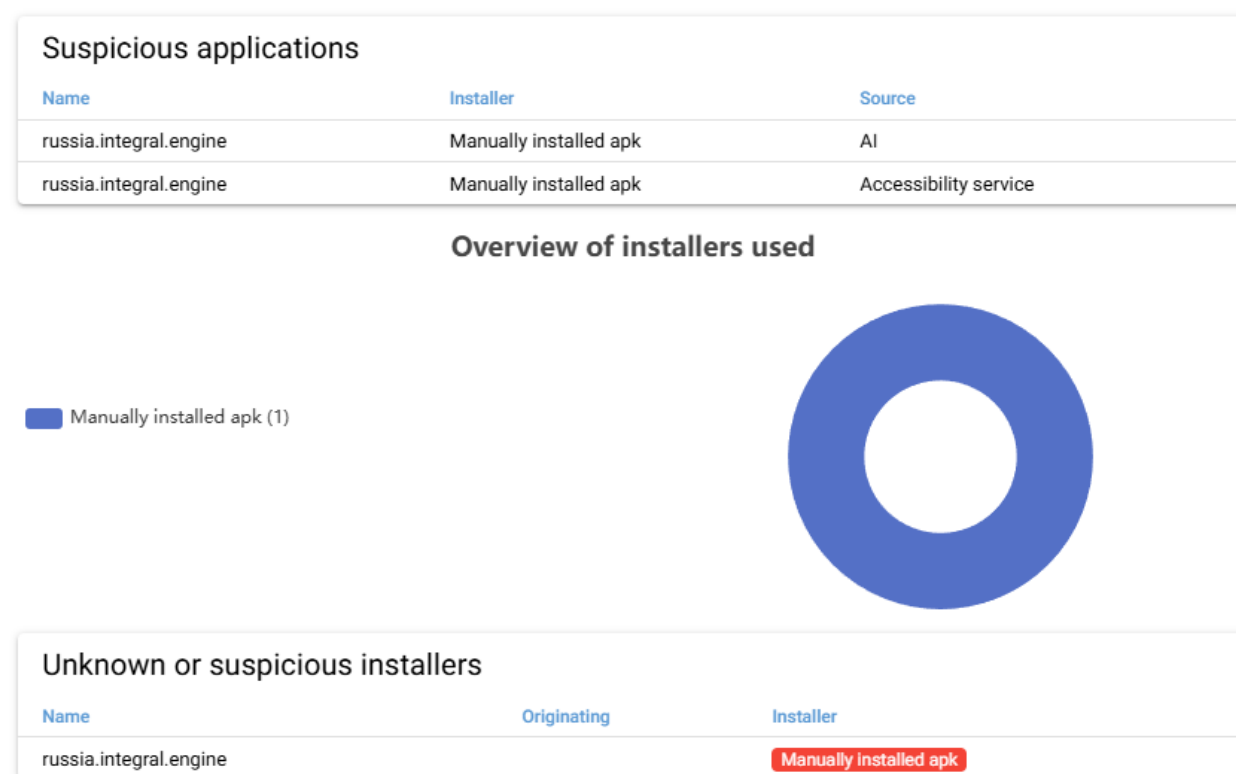 Suspicious applications
Name Installer Source
russia.integral.engine Manually installed apk AI
russia.integral.engine Manually installed apk Accessibility service
Overview of installers used
Manually installed apk (1)
Unknown or suspicious installers
Name Originating Installer
russia.integral.engine Manually installed apk